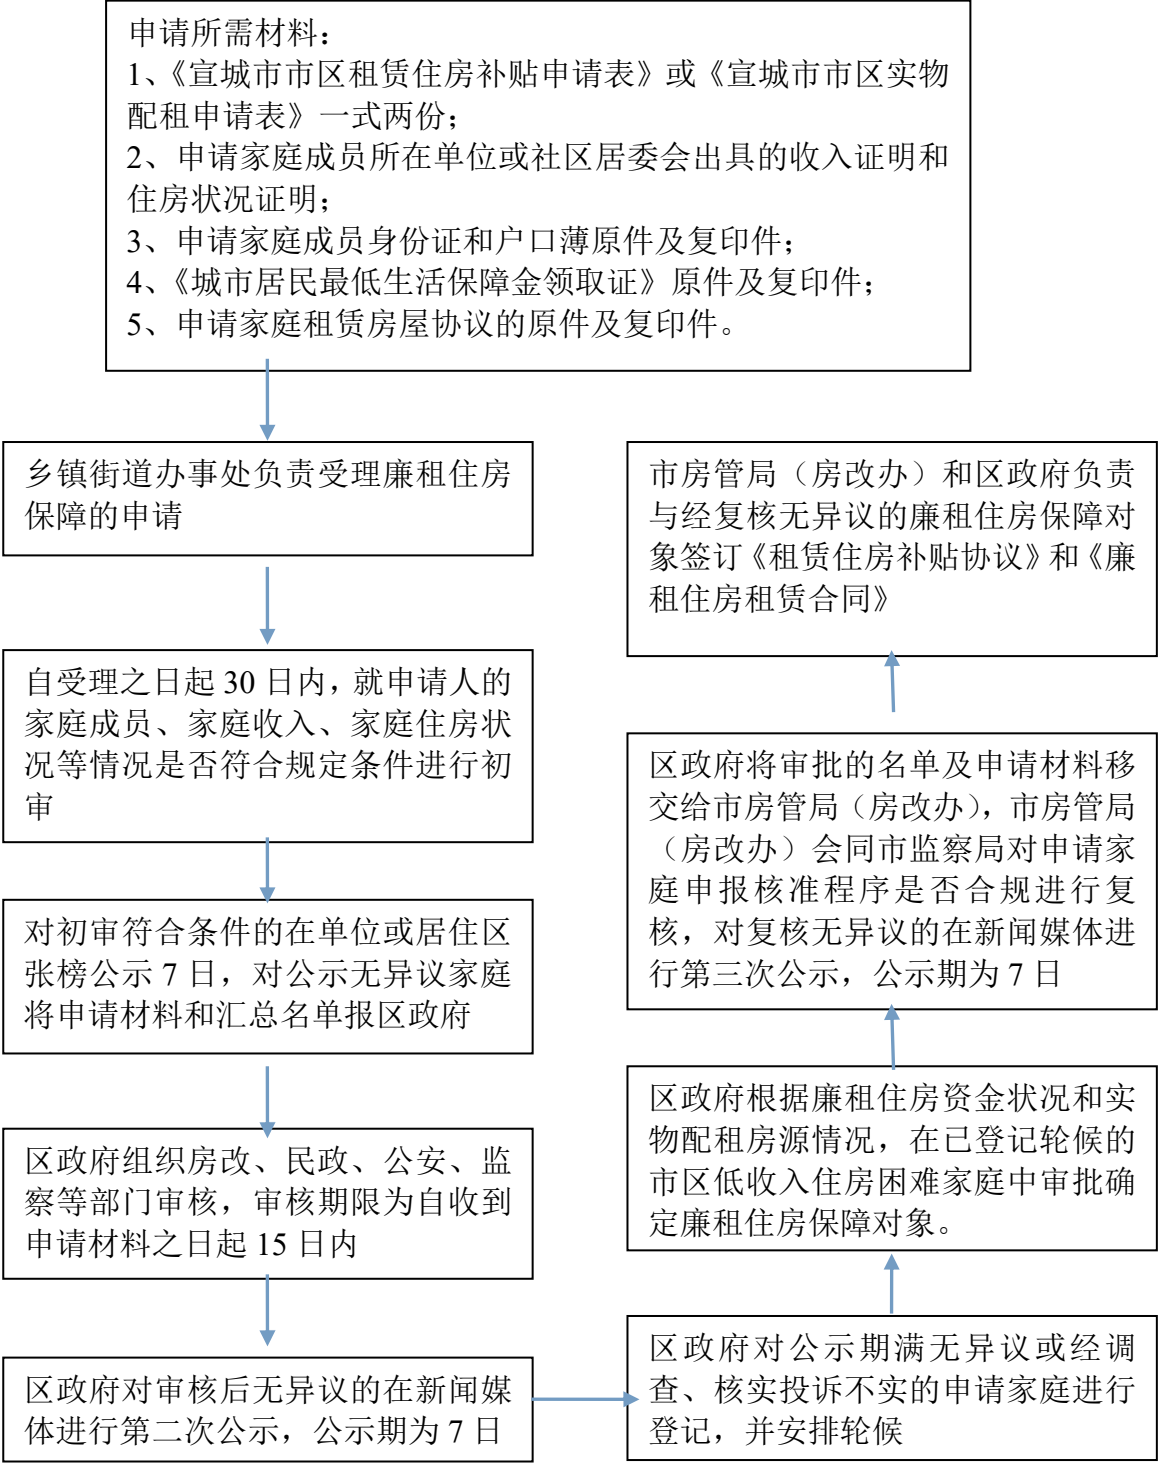 申请所需材料：
1、《宣城市市区租赁住房补贴申请表》或《宣城市市区实物
配租申请表》一式两份；
2、申请家庭成员所在单位或社区居委会出具的收入证明和
住房状况证明；
3、申请家庭成员身份证和户口薄原件及复印件；
4、《城市居民最低生活保障金领取证》原件及复印件；
5、申请家庭租赁房屋协议的原件及复印件。
乡镇街道办事处负责受理廉租住房
保障的申请
自受理之日起 30 日内，就申请人的
家庭成员、家庭收入、家庭住房状
况等情况是否符合规定条件进行初
审
对初审符合条件的在单位或居住区
张榜公示 7 日，对公示无异议家庭
将申请材料和汇总名单报区政府
区政府组织房改、民政、公安、监
察等部门审核，审核期限为自收到
申请材料之日起 15 日内
区政府对审核后无异议的在新闻媒
体进行第二次公示，公示期为 7 日
区政府对公示期满无异议或经调
查、核实投诉不实的申请家庭进行
登记，并安排轮候
区政府根据廉租住房资金状况和实
物配租房源情况，在已登记轮候的
市区低收入住房困难家庭中审批确
定廉租住房保障对象。
区政府将审批的名单及申请材料移
交给市房管局（房改办），市房管局
（房改办）会同市监察局对申请家
庭申报核准程序是否合规进行复
核，对复核无异议的在新闻媒体进
行第三次公示，公示期为 7 日
市房管局（房改办）和区政府负责
与经复核无异议的廉租住房保障对
象签订《租赁住房补贴协议》和《廉
租住房租赁合同》